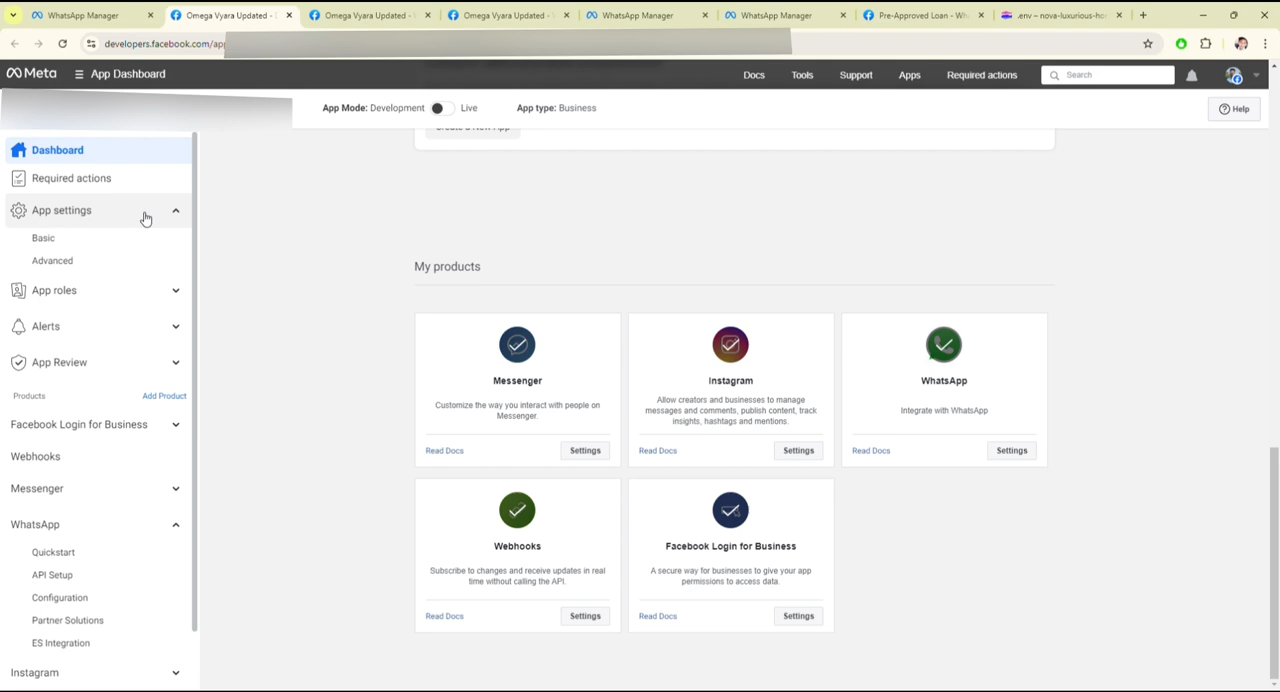 WhatsApp Manager
Omega Vyara Updated -
Omega Vyara Updated -
Omega Vyara Updated -
WhatsApp Manager
WhatsApp Manager
Pre-Approved Loan - Wh
.env – nova-luxurious-ho
developers.facebook.com/app
Meta
App Dashboard
Docs
Tools
Support
Apps
Required actions
Search
App Mode: Development
Live
App type: Business
Help
Create a New App
Dashboard
Required actions
App settings
Basic
Advanced
App roles
Alerts
App Review
Products
Add Product
Facebook Login for Business
Webhooks
Messenger
WhatsApp
Quickstart
API Setup
Configuration
Partner Solutions
ES Integration
Instagram
My products
Messenger
Customize the way you interact with people on
Messenger.
Read Docs
Settings
Instagram
Allow creators and businesses to manage
messages and comments, publish content, track
insights, hashtags and mentions.
Read Docs
Settings
WhatsApp
Integrate with WhatsApp
Read Docs
Settings
Webhooks
Subscribe to changes and receive updates in real
time without calling the API.
Read Docs
Settings
Facebook Login for Business
A secure way for businesses to give your app
permissions to access data.
Read Docs
Settings